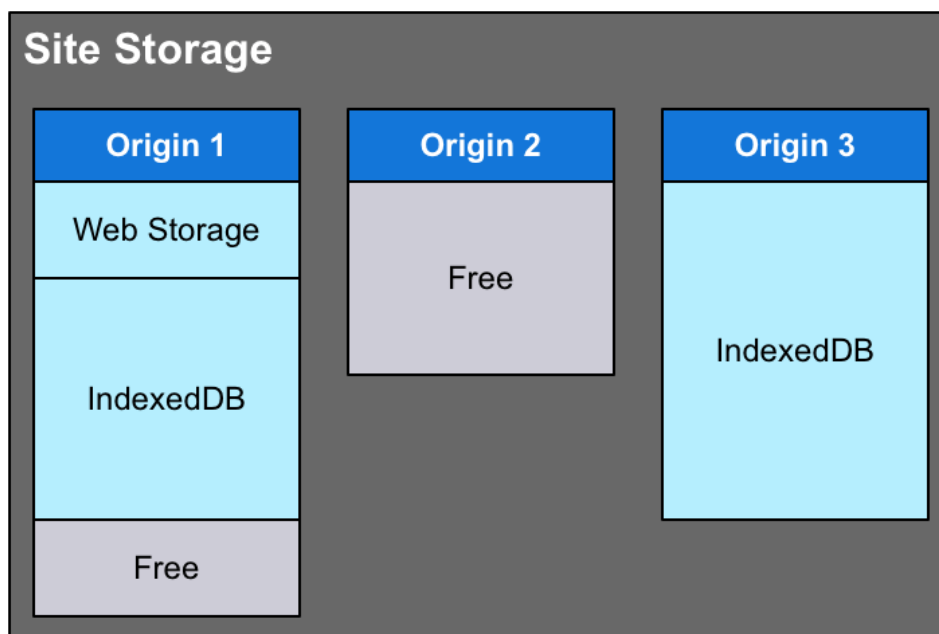 Site Storage
Origin 1
Web Storage
IndexedDB
Free
Origin 2
Free
Origin 3
IndexedDB